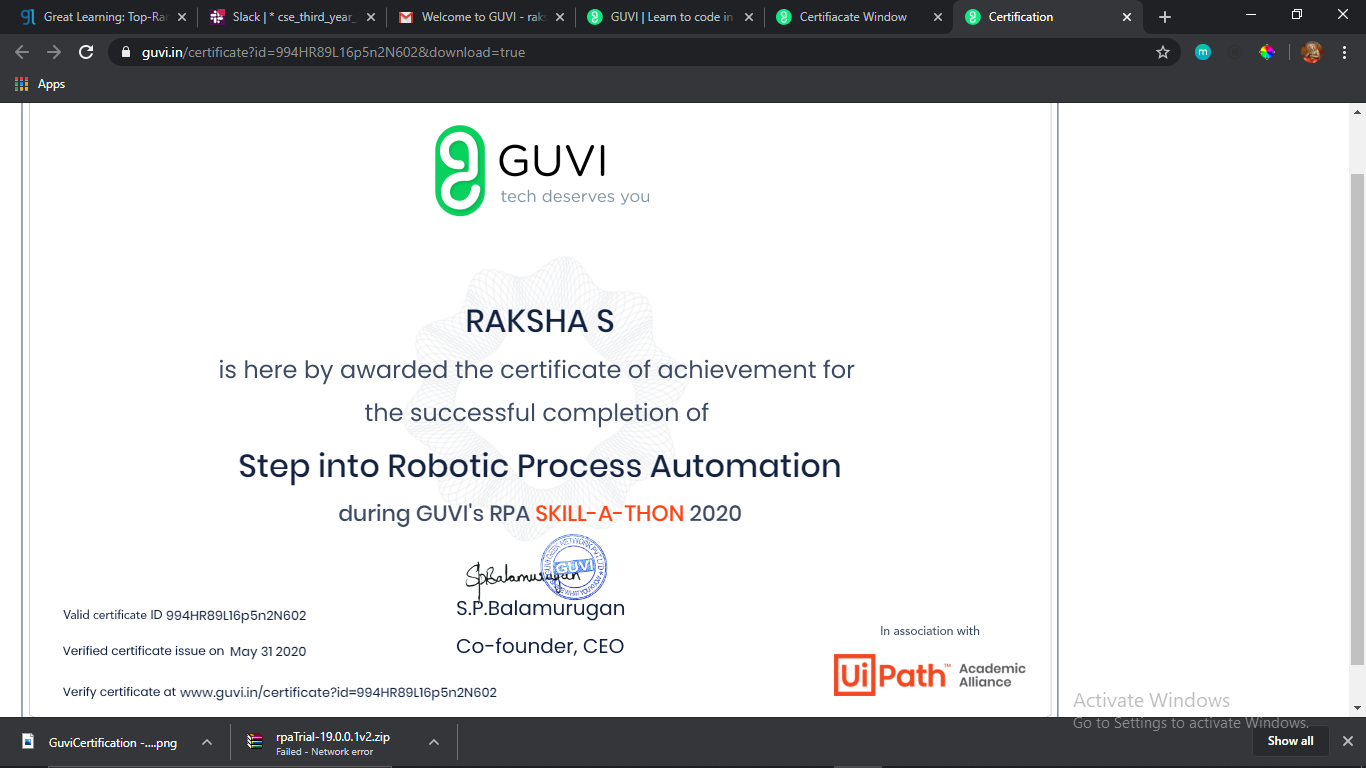 Great Learning: Top-Ra
Slack | * cse_third_year_
Welcome to GUVI - rak
GUVI | Learn to code in
Certifiacate Window
Certification
guvi.in/certificate?id=994HR89L16p5n2N602&download=true
Apps
GUVI
tech deserves you
RAKSHA S
is here by awarded the certificate of achievement for
the successful completion of
Step into Robotic Process Automation
during GUVI's RPA SKILL-A-THON 2020
GUVI
S.P.Balamurugan
S.P.Balamurugan
Co-founder, CEO
Valid certificate ID 994HR89L16p5n2N602
Verified certificate issue on May 31 2020
Verify certificate at www.guvi.in/certificate?id=994HR89L16p5n2N602
In association with
UiPath™ Academic
Alliance
Activate Windows
Go to Settings to activate Windows.
GuviCertification -....png
rpaTrial-19.0.0.1v2.zip
Failed - Network error
Show all